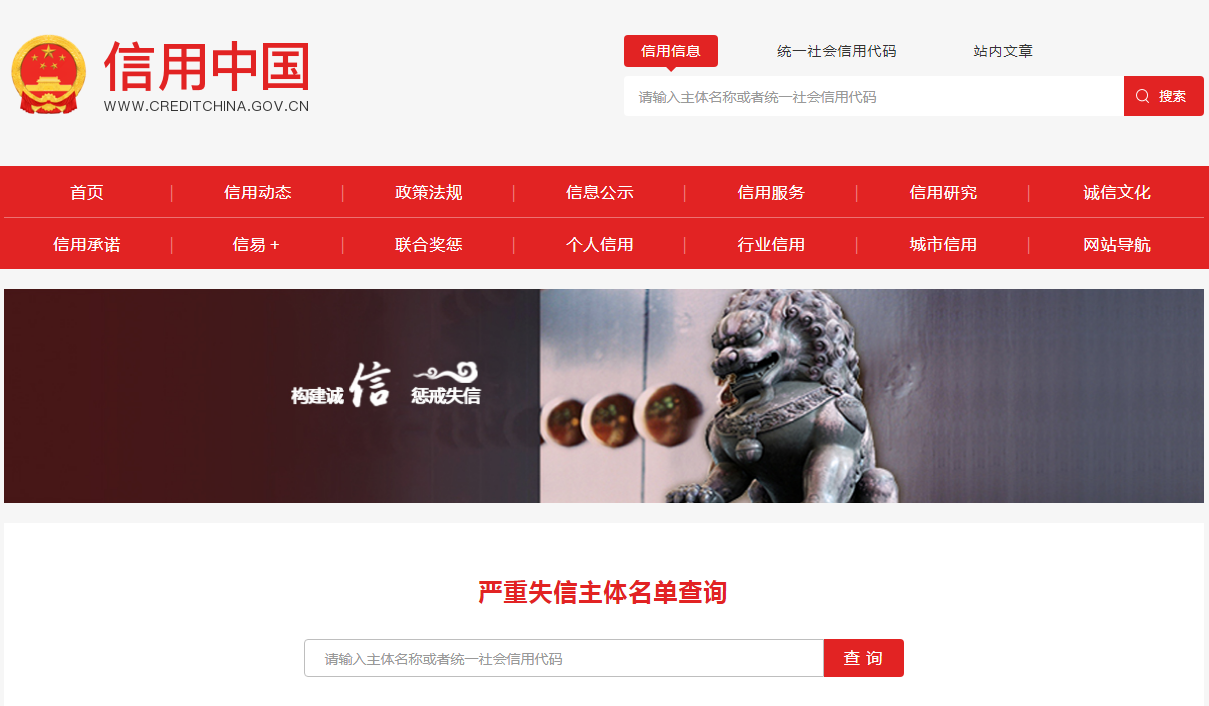 信用中国
WWW.CREDITCHINA.GOV.CN
信用信息 统一社会信用代码 站内文章
请输入主体名称或者统一社会信用代码 搜索
首页 信用动态 政策法规 信息公示 信用服务 信用研究 诚信文化
信用承诺 信易+ 联合奖惩 个人信用 行业信用 城市信用 网站导航
构建诚信 惩戒失信
严重失信主体名单查询
请输入主体名称或者统一社会信用代码 查询